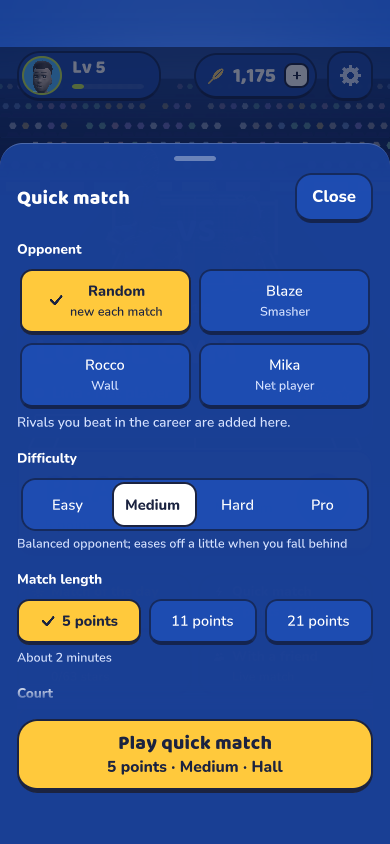 Lv 5
1,175
+
Quick match
Close
Opponent
Random
new each match
Blaze
Smasher
Rocco
Wall
Mika
Net player
Rivals you beat in the career are added here.
Difficulty
Easy
Medium
Hard
Pro
Balanced opponent; eases off a little when you fall behind
Match length
5 points
11 points
21 points
About 2 minutes
Court
Play quick match
5 points · Medium · Hall